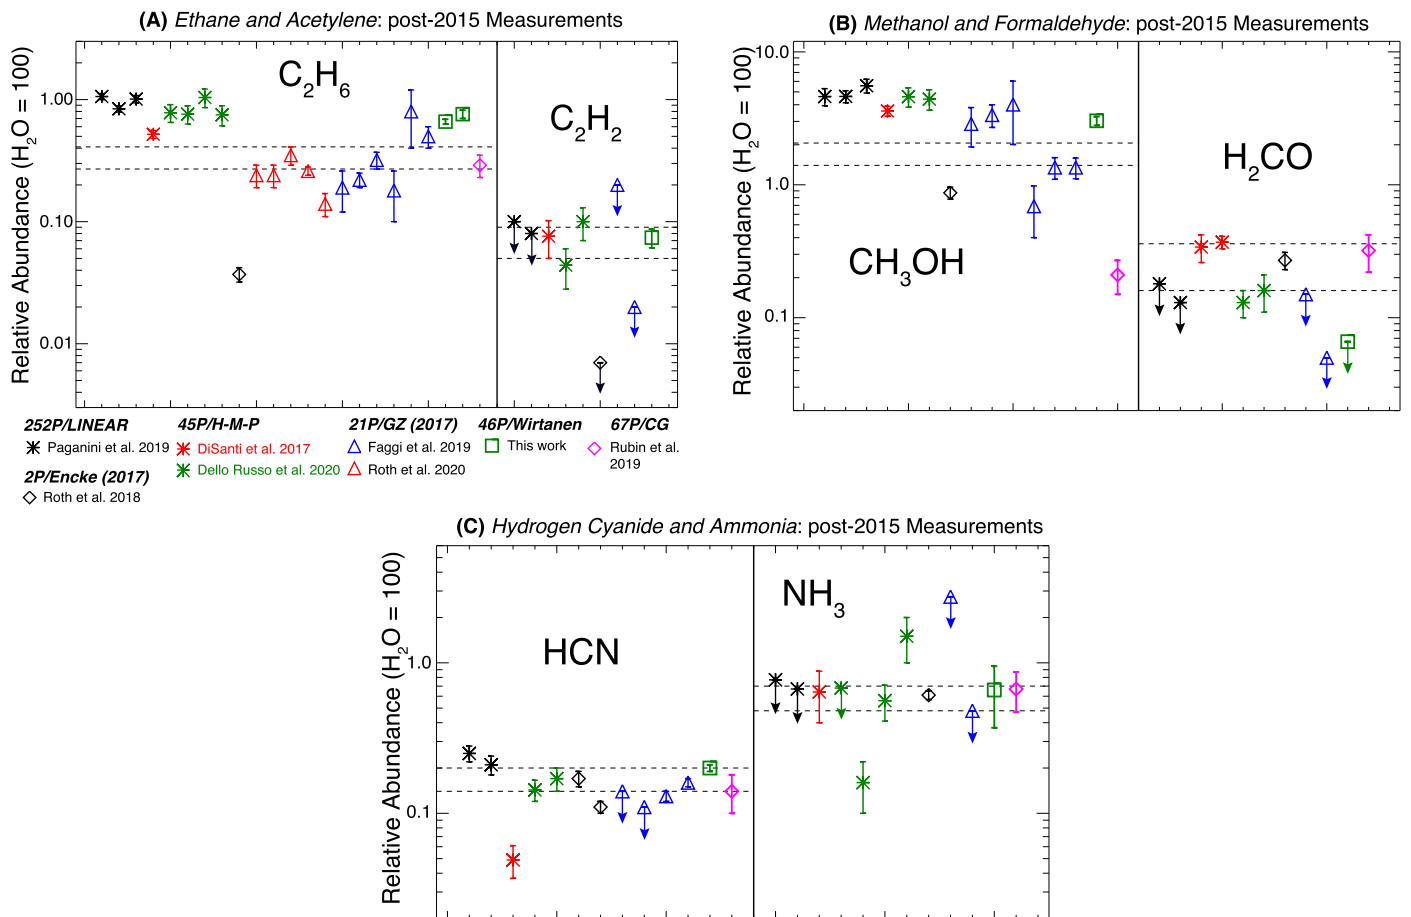 (A) Ethane and Acetylene: post-2015 Measurements
Relative Abundance (H2O = 100)
1.00
0.10
0.01
C2H6
C2H2
(B) Methanol and Formaldehyde: post-2015 Measurements
Relative Abundance (H2O = 100)
10.0
1.0
0.1
CH3OH
H2CO
252P/LINEAR 45P/H-M-P 21P/GZ (2017) 46P/Wirtanen 67P/CG
Paganini et al. 2019 DiSanti et al. 2017 Faggi et al. 2019 This work Rubin et al.
2019
Dello Russo et al. 2020 Roth et al. 2020
2P/Encke (2017)
Roth et al. 2018
(C) Hydrogen Cyanide and Ammonia: post-2015 Measurements
Relative Abundance (H2O = 100)
1.0
0.1
HCN
NH3